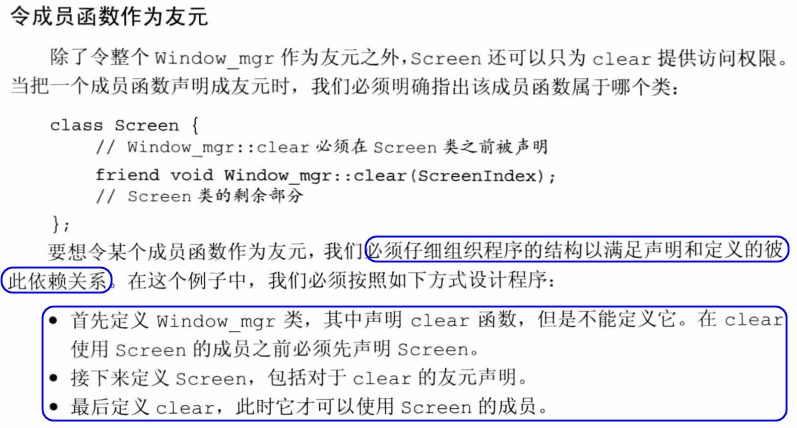 令成员函数作为友元
除了令整个 Window_mgr 作为友元之外,Screen 还可以只为 clear 提供访问权限。
当把一个成员函数声明成友元时，我们必须明确指出该成员函数属于哪个类：
class Screen {
// Window_mgr::clear 必须在 Screen 类之前被声明
friend void Window_mgr::clear(ScreenIndex);
// Screen 类的剩余部分
};
要想令某个成员函数作为友元，我们必须仔细组织程序的结构以满足声明和定义的彼
此依赖关系。在这个例子中，我们必须按照如下方式设计程序：
● 首先定义 Window_mgr 类，其中声明 clear 函数，但是不能定义它。在 clear
使用 Screen 的成员之前必须先声明 Screen。
● 接下来定义 Screen，包括对于 clear 的友元声明。
● 最后定义 clear，此时它才可以使用 Screen 的成员。